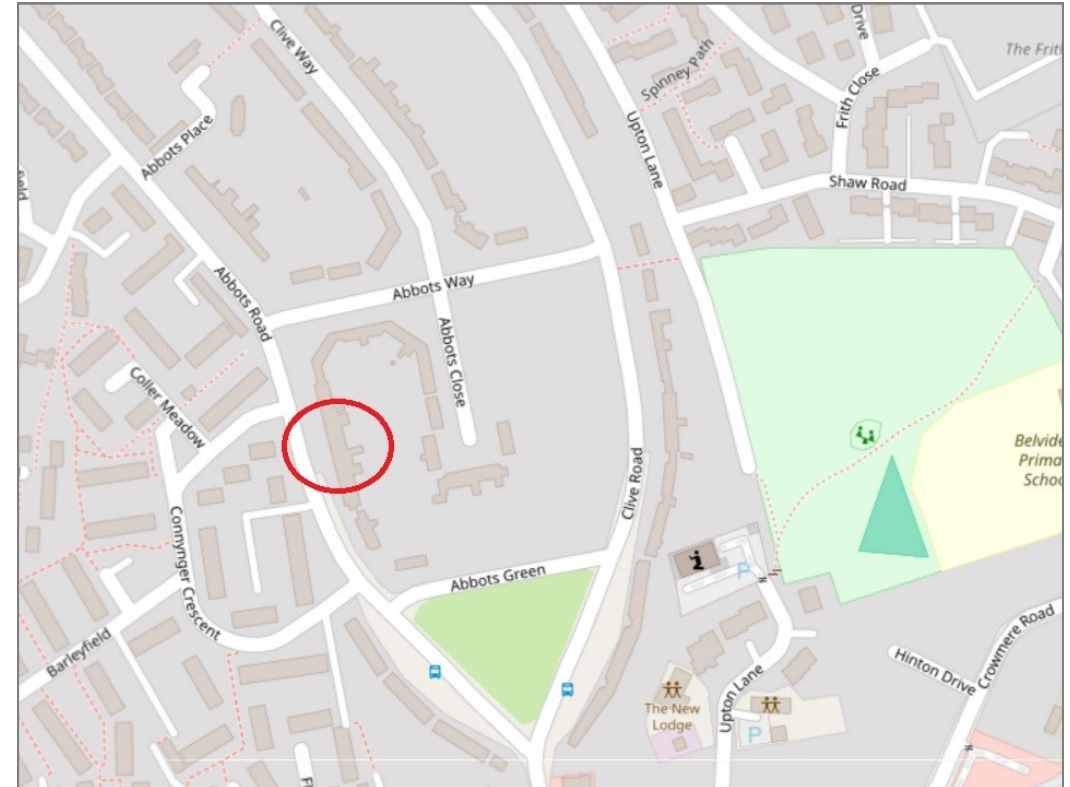 Clive Way
Drive
The Frit
Spinney Path
Frith Close
Abbots Place
Upton Lane
field
Shaw Road
Abbots Way
Abbots Road
Abbots Close
Coller Meadow
Belvide
Prima
Schoo
Clive Road
Connynger Crescent
Abbots Green
P
Barleyfield
Crowmere Road
Hinton Drive
Upton Lane
The New
Lodge
P